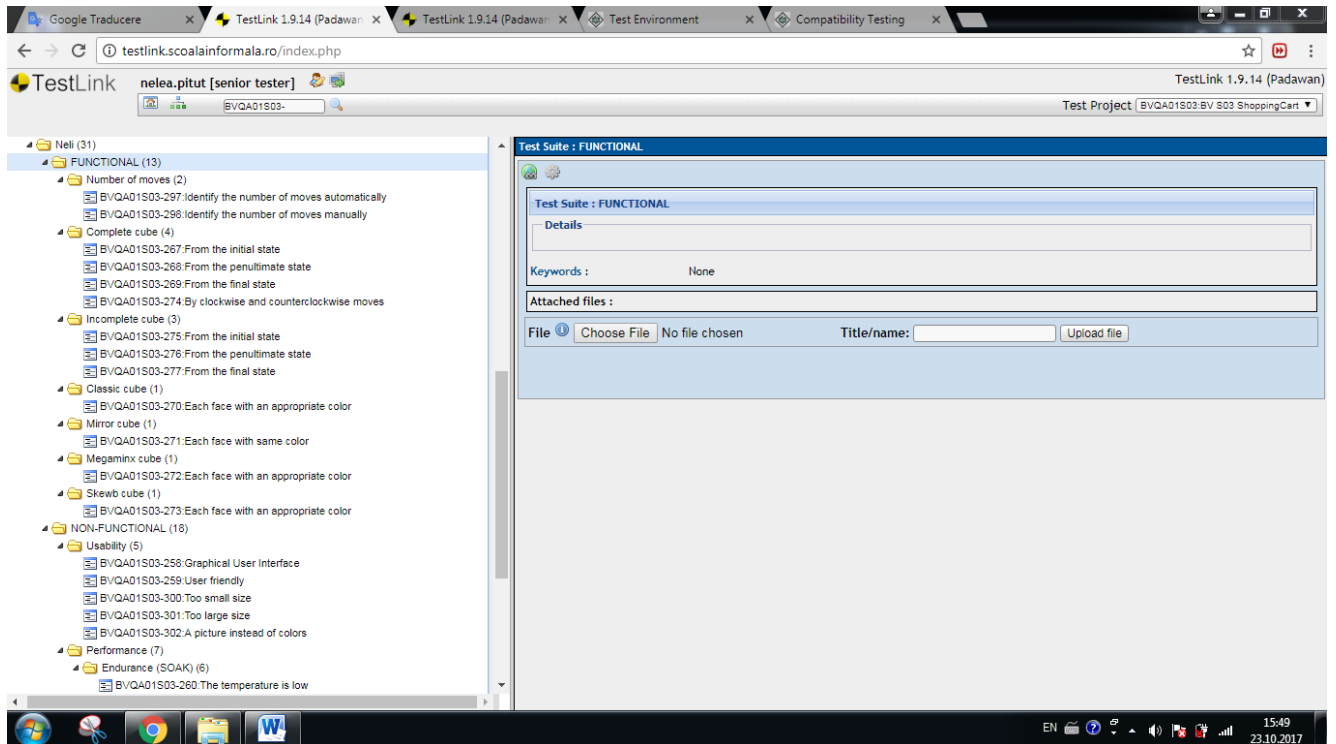 Google Traducere
TestLink 1.9.14 (Padawan
TestLink 1.9.14 (Padawan
Test Environment
Compatibility Testing
testlink.scoalainformala.ro/index.php
TestLink
nelea.pitut [senior tester]
TestLink 1.9.14 (Padawan)
BVQA01S03-
Test Project
BVQA01S03:BV S03 ShoppingCart
Neli (31)
FUNCTIONAL (13)
Number of moves (2)
BVQA01S03-297:Identify the number of moves automatically
BVQA01S03-298:Identify the number of moves manually
Complete cube (4)
BVQA01S03-267:From the initial state
BVQA01S03-268:From the penultimate state
BVQA01S03-269:From the final state
BVQA01S03-274:By clockwise and counterclockwise moves
Incomplete cube (3)
BVQA01S03-275:From the initial state
BVQA01S03-276:From the penultimate state
BVQA01S03-277:From the final state
Classic cube (1)
BVQA01S03-270:Each face with an appropriate color
Mirror cube (1)
BVQA01S03-271:Each face with same color
Megaminx cube (1)
BVQA01S03-272:Each face with an appropriate color
Skewb cube (1)
BVQA01S03-273:Each face with an appropriate color
NON-FUNCTIONAL (18)
Usability (5)
BVQA01S03-258:Graphical User Interface
BVQA01S03-259:User friendly
BVQA01S03-300:Too small size
BVQA01S03-301:Too large size
BVQA01S03-302:A picture instead of colors
Performance (7)
Endurance (SOAK) (6)
BVQA01S03-260:The temperature is low
Test Suite : FUNCTIONAL
Test Suite : FUNCTIONAL
Details
Keywords : None
Attached files :
File Choose File No file chosen Title/name: Upload file
EN
15:49
23.10.2017